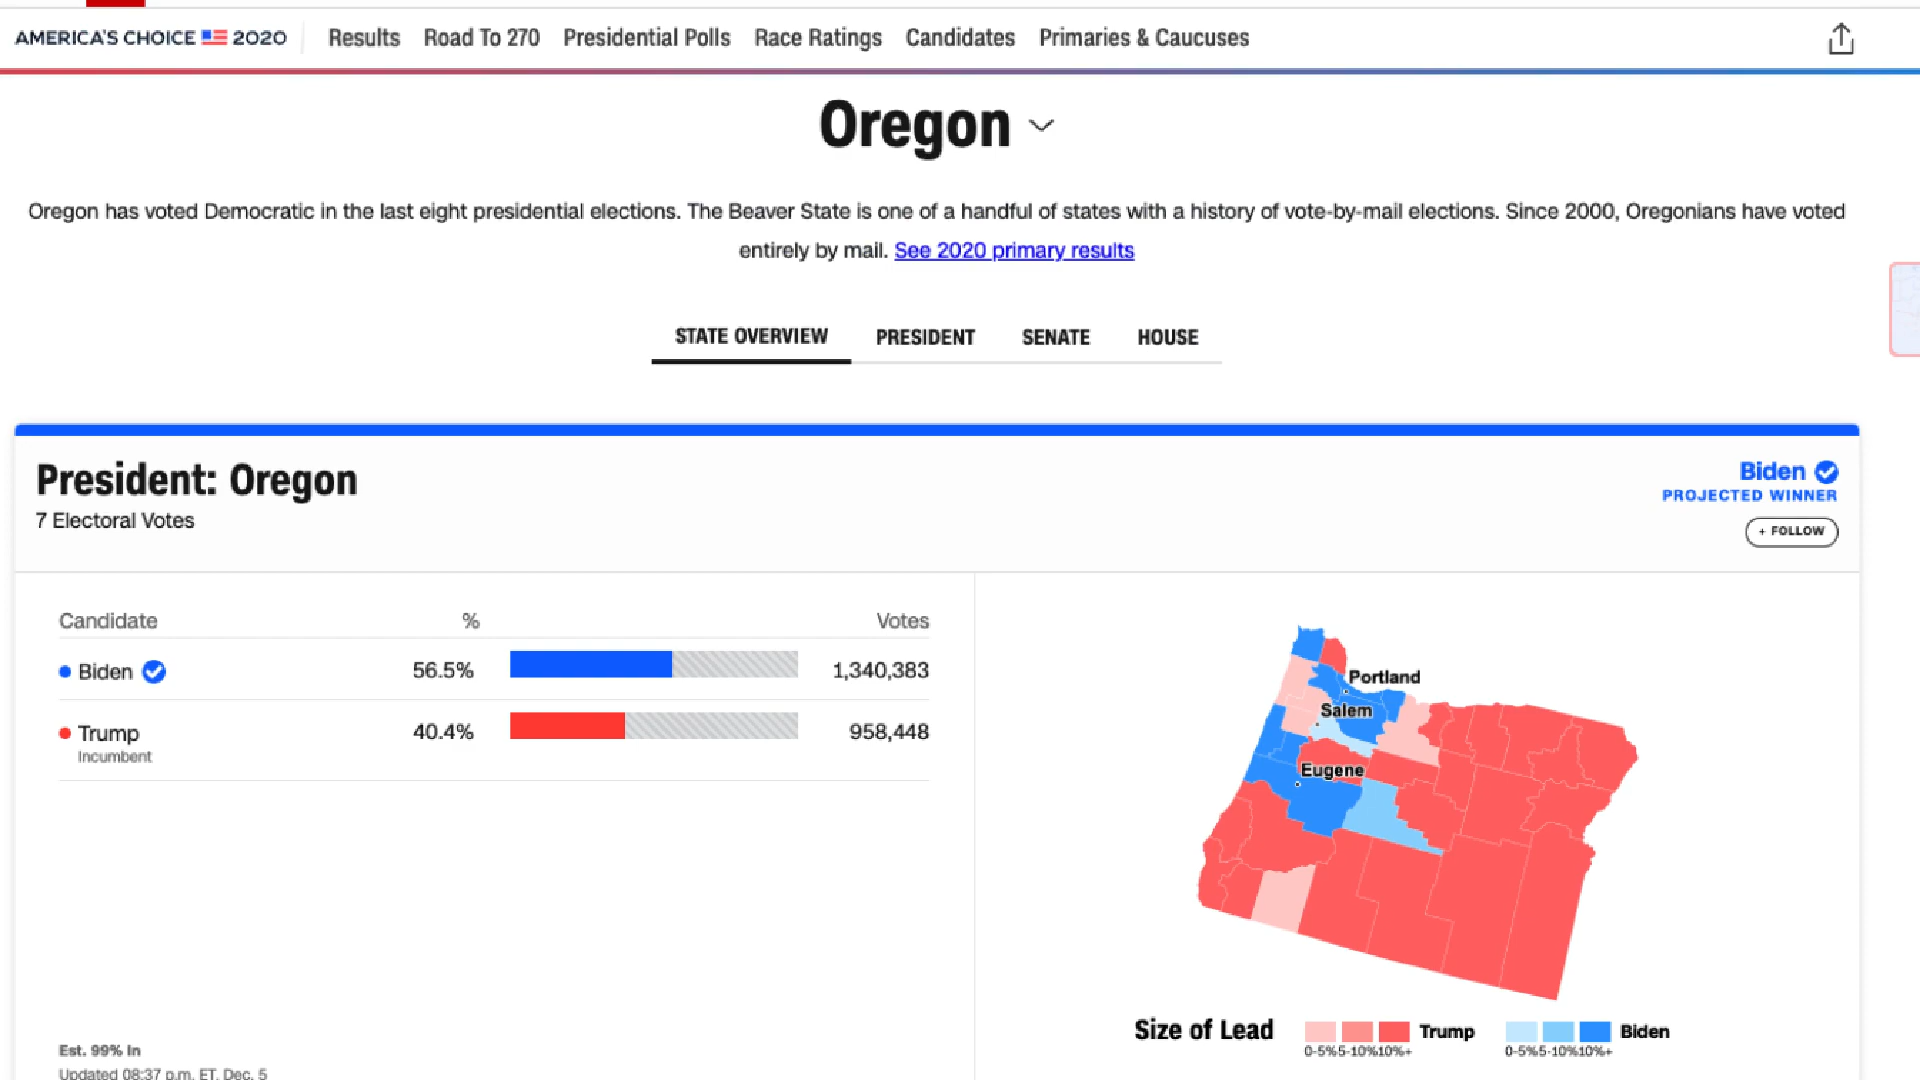 AMERICA'S CHOICE 2020 Results Road To 270 Presidential Polls Race Ratings Candidates Primaries & Caucuses
Oregon
Oregon has voted Democratic in the last eight presidential elections. The Beaver State is one of a handful of states with a history of vote-by-mail elections. Since 2000, Oregonians have voted
entirely by mail. See 2020 primary results
STATE OVERVIEW PRESIDENT SENATE HOUSE
President: Oregon
7 Electoral Votes
Biden
PROJECTED WINNER
+ FOLLOW
Candidate % Votes
Biden 56.5% 1,340,383
Trump 40.4% 958,448
Incumbent
Est. 99% In
Updated 08:37 p.m. ET, Dec. 5
Portland
Salem
Eugene
Size of Lead Trump Biden
0-5% 5-10% 10%+ 0-5% 5-10% 10%+